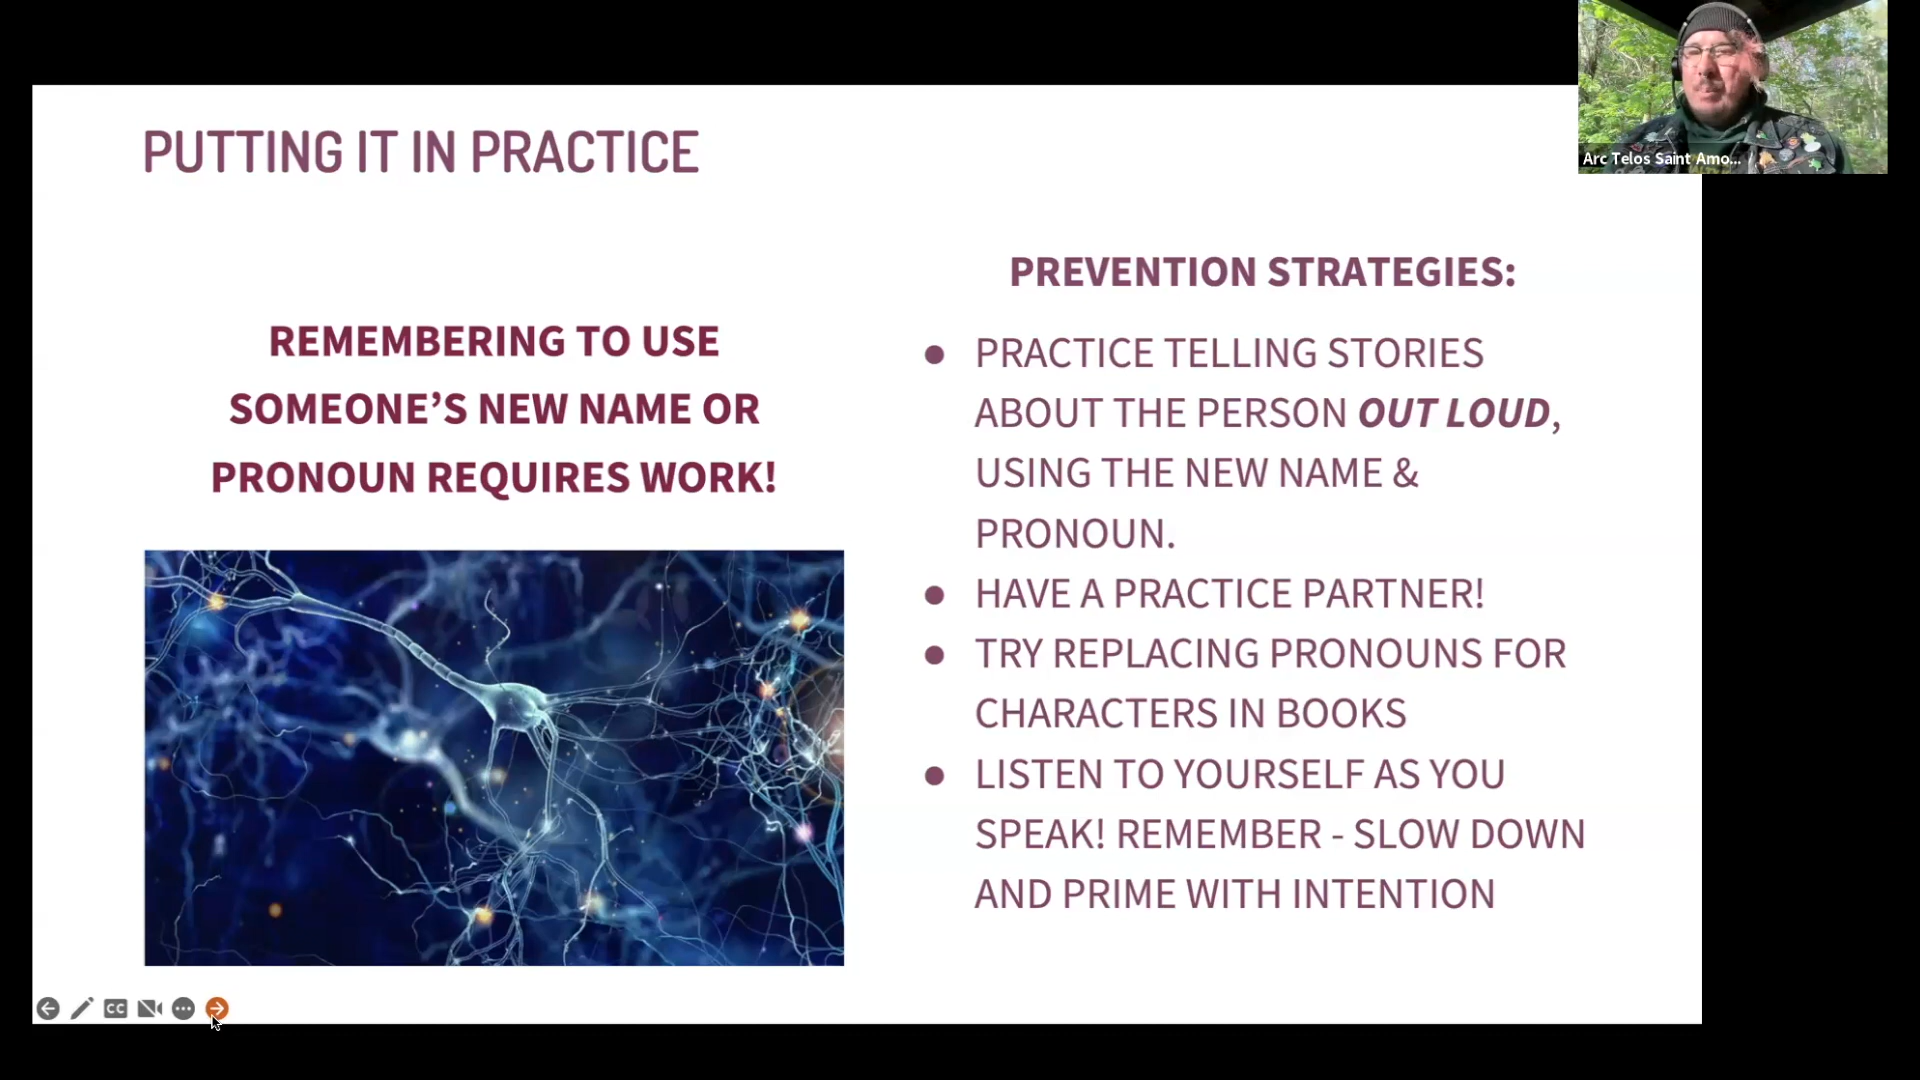 PUTTING IT IN PRACTICE
REMEMBERING TO USE
SOMEONE’S NEW NAME OR
PRONOUN REQUIRES WORK!
PREVENTION STRATEGIES:
● PRACTICE TELLING STORIES
ABOUT THE PERSON OUT LOUD,
USING THE NEW NAME &
PRONOUN.
● HAVE A PRACTICE PARTNER!
● TRY REPLACING PRONOUNS FOR
CHARACTERS IN BOOKS
● LISTEN TO YOURSELF AS YOU
SPEAK! REMEMBER - SLOW DOWN
AND PRIME WITH INTENTION
Arc Telos Saint Amo...
CC